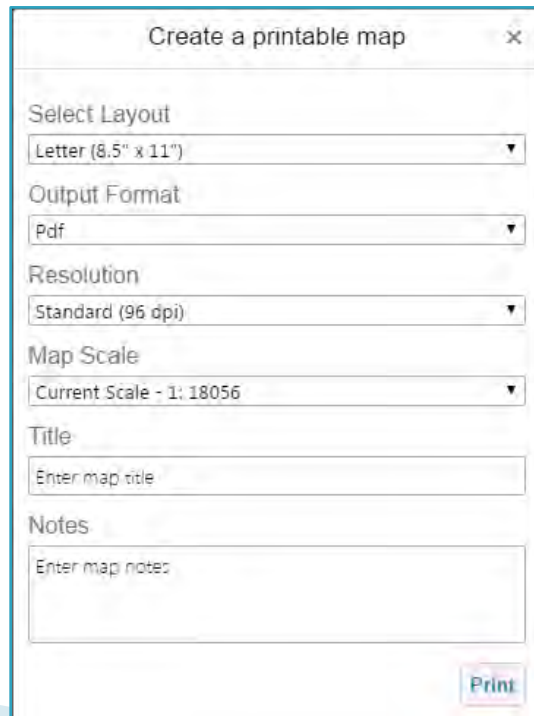 Create a printable map ×
Select Layout
Letter (8.5" x 11")
Output Format
Pdf
Resolution
Standard (96 dpi)
Map Scale
Current Scale - 1: 18056
Title
Enter map title
Notes
Enter map notes
Print